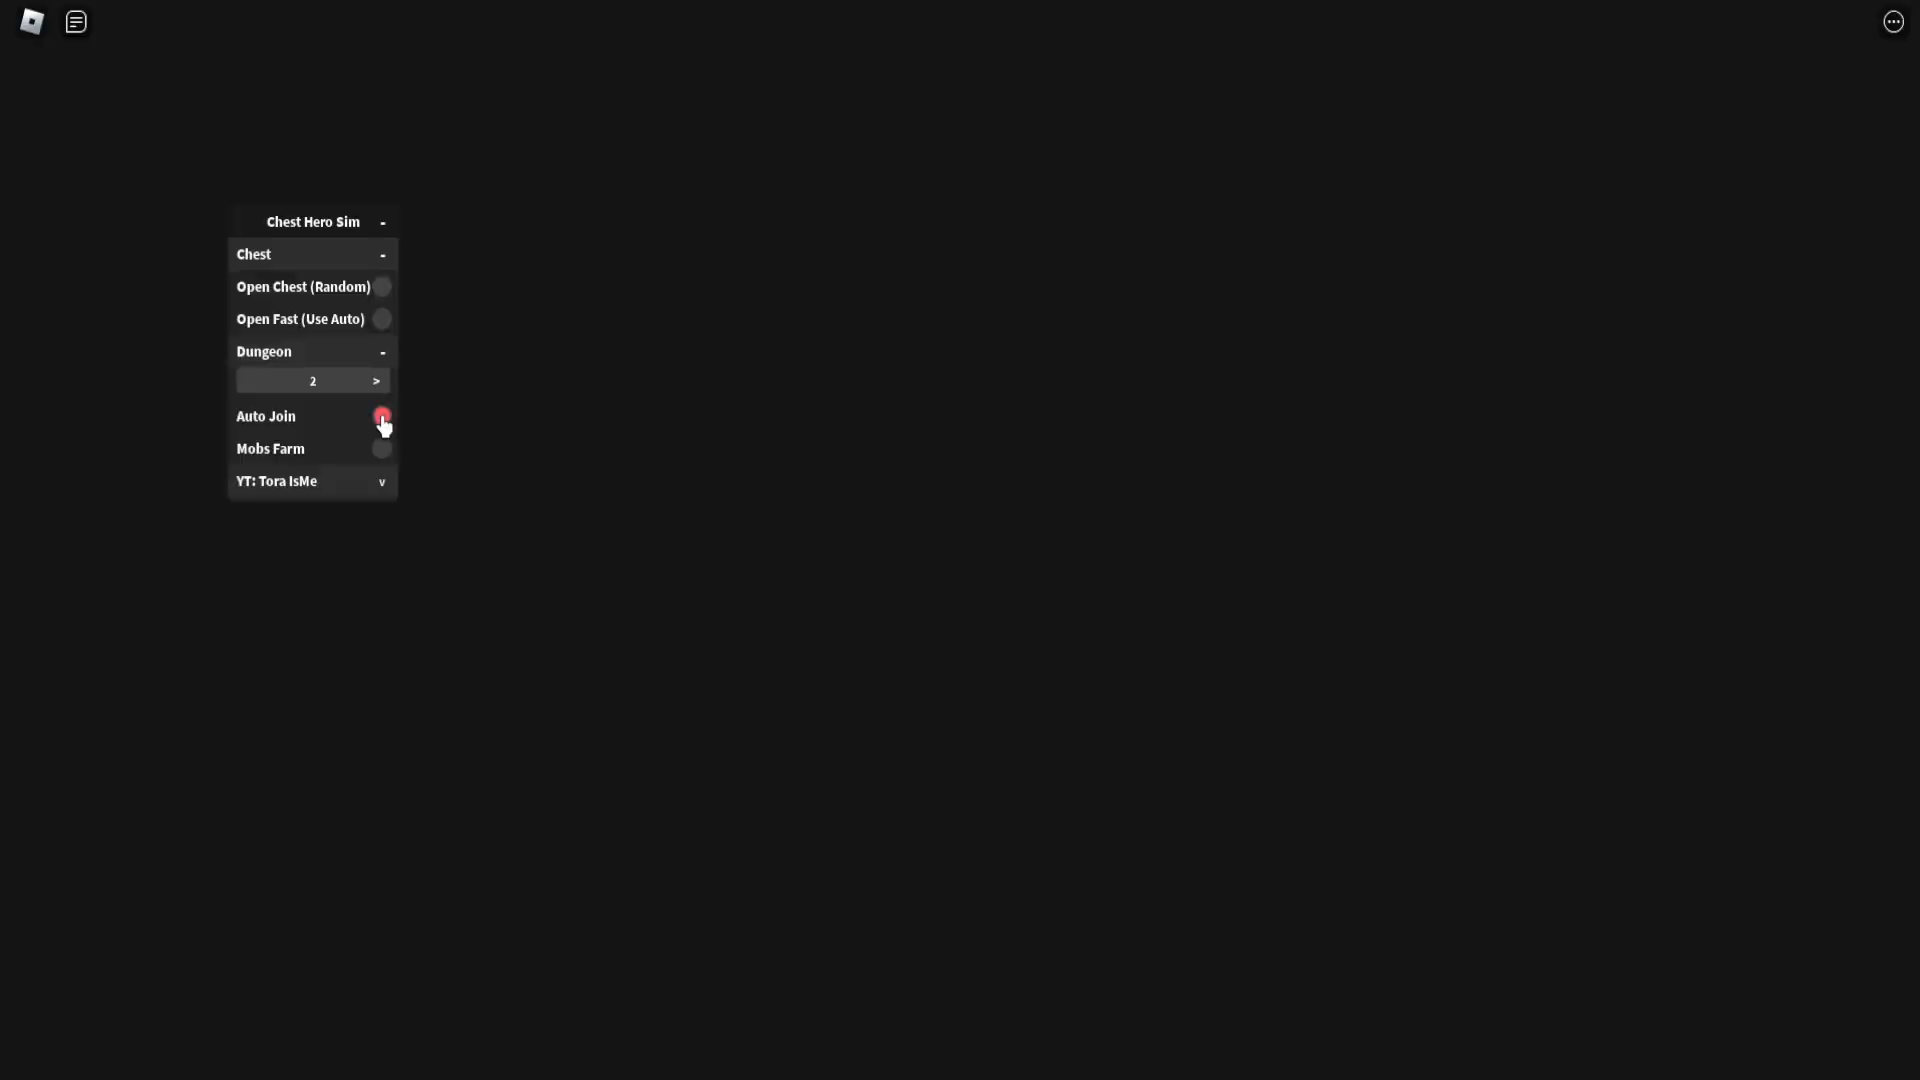 Chest Hero Sim -
Chest -
Open Chest (Random)
Open Fast (Use Auto)
Dungeon -
2 >
Auto Join
Mobs Farm
YT: Tora IsMe v